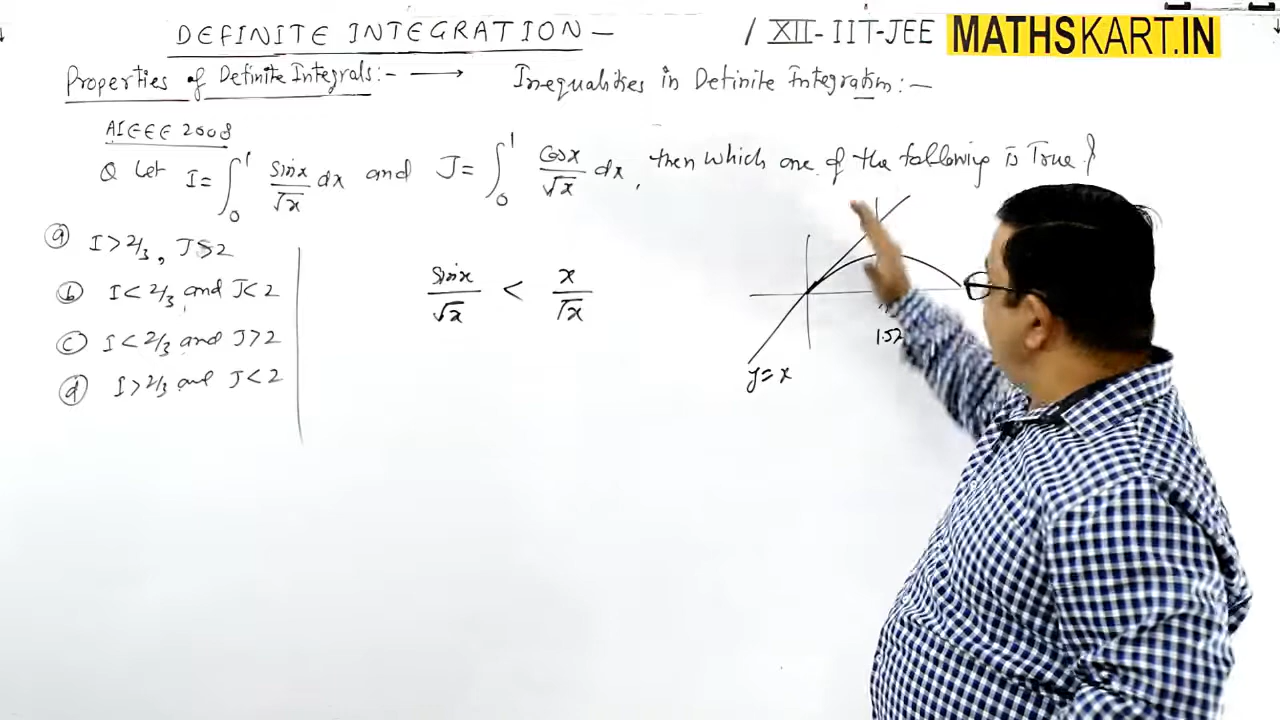 DEFINITE INTEGRATION - / XII-IIT-JEE MATHSKART.IN
Properties of Definite Integrals:- ⟶ Inequalities in Definite Integration:-
AIEEE 2008
Q Let I = ∫₀¹ sinx/√x dx and J = ∫₀¹ cosx/√x dx, then which one of the following is True?
(a) I > 2/3, J > 2
(b) I < 2/3 and J < 2
(c) I < 2/3 and J > 2
(d) I > 2/3 and J < 2
sinx/√x < x/√x
1.57
y = x